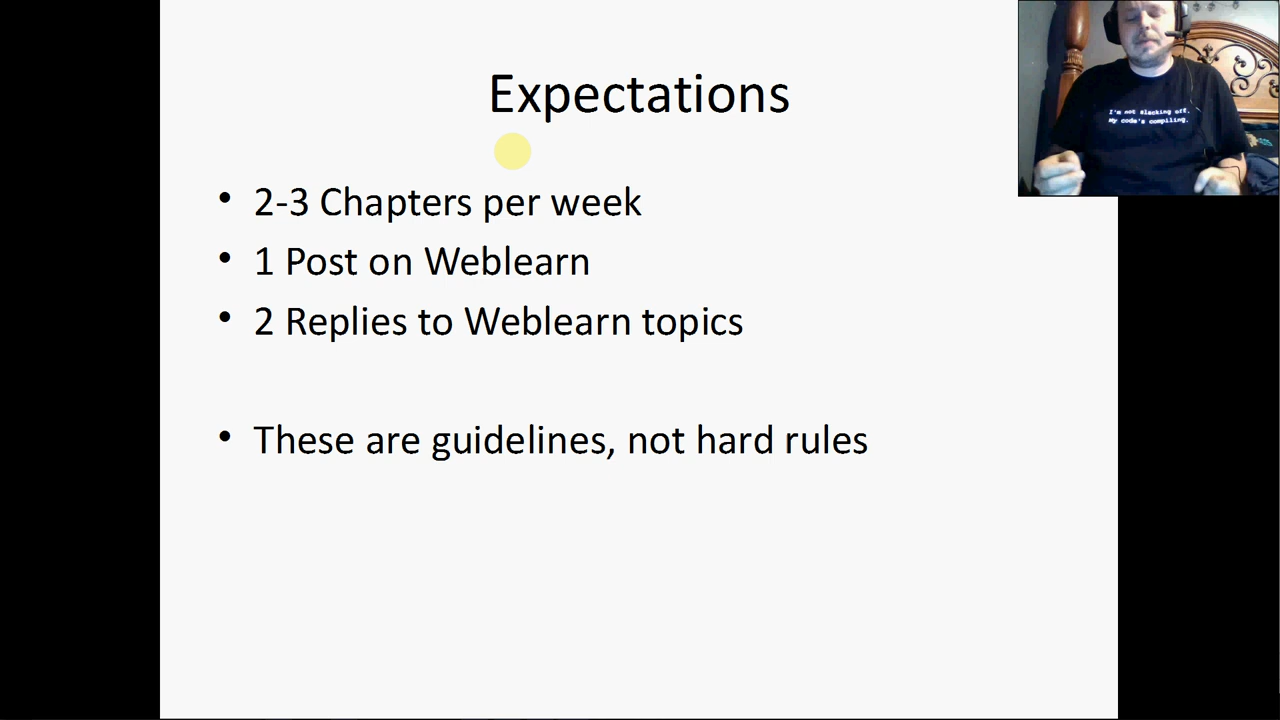 Expectations
• 2-3 Chapters per week
• 1 Post on Weblearn
• 2 Replies to Weblearn topics
• These are guidelines, not hard rules
I'm not slacking off.
My code's compiling.